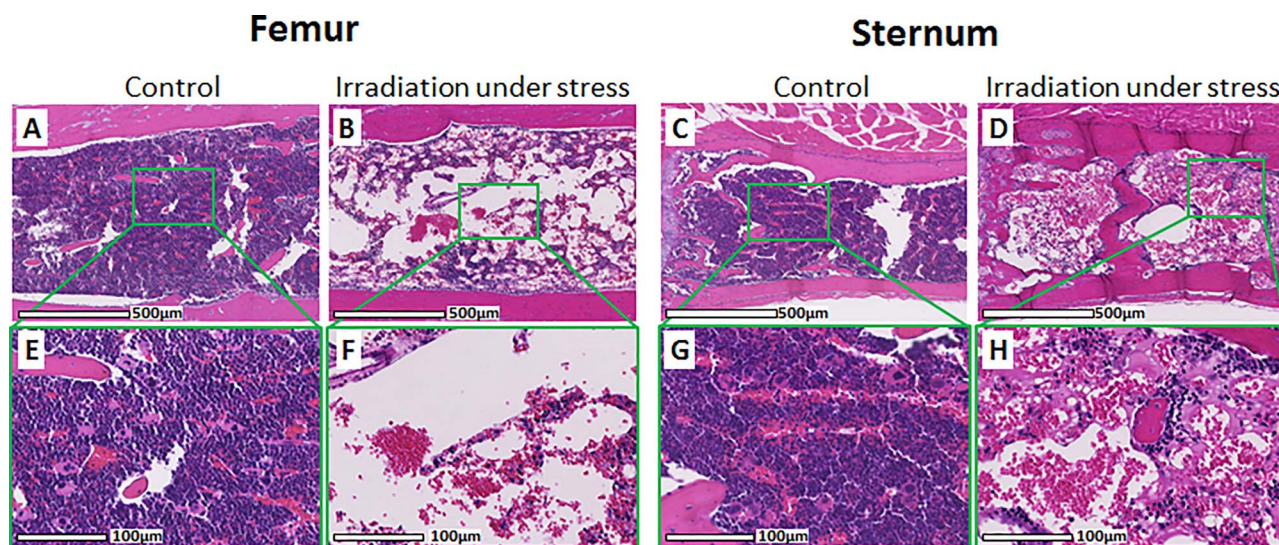 Femur Sternum
Control Irradiation under stress Control Irradiation under stress
A B C D
500µm 500µm 500µm 500µm
E F G H
100µm 100µm 100µm 100µm